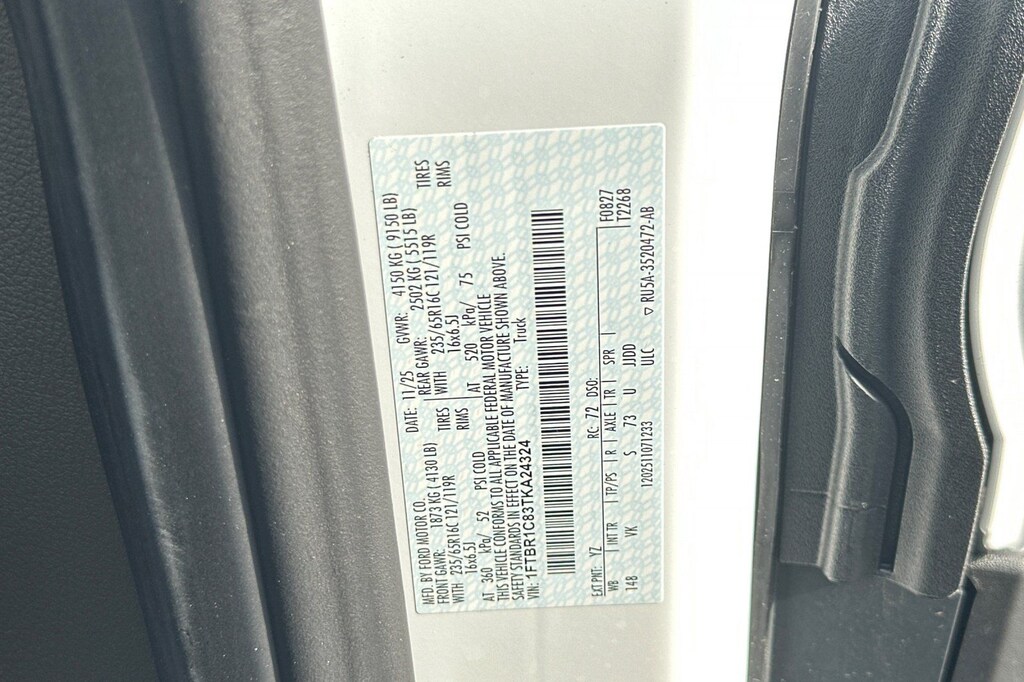 MFD. BY FORD MOTOR CO.
DATE: 11/25 GVWR: 4150 KG ( 9150 LB)
FRONT GAWR: 1873 KG ( 4130 LB) REAR GAWR: 2502 KG ( 5515 LB)
WITH 235/65R16C 121/119R TIRES WITH 235/65R16C 121/119R TIRES
16x6.5J RIMS 16x6.5J RIMS
AT 360 kPa/ 52 PSI COLD AT 520 kPa/ 75 PSI COLD
THIS VEHICLE CONFORMS TO ALL APPLICABLE FEDERAL MOTOR VEHICLE
SAFETY STANDARDS IN EFFECT ON THE DATE OF MANUFACTURE SHOWN ABOVE.
VIN: 1FTBR1C83TKA24324 TYPE: Truck
EXT PNT: YZ RC: 72 DSO: F0827
WB INT TR TP/PS R AXLE TR SPR T2268
148 VK S 73 U JJDD
1202511071233 ULC ▽ RU5A-3520472-AB